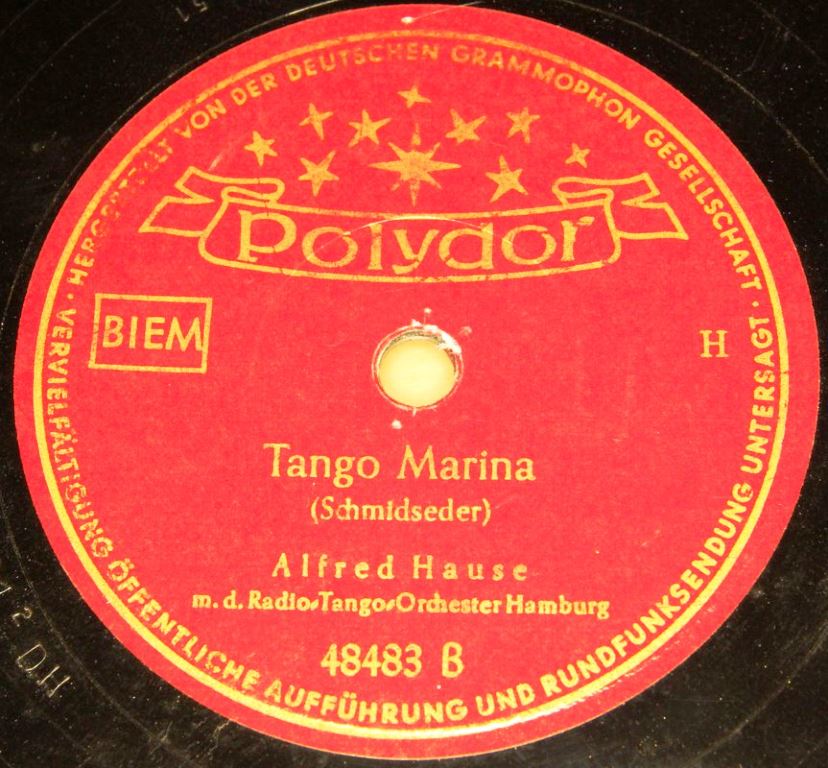 HERGESTELLT VON DER DEUTSCHEN GRAMMOPHON GESELLSCHAFT · VERVIELFÄLTIGUNG ÖFFENTLICHE AUFFÜHRUNG UND RUNDFUNKSENDUNG UNTERSAGT ·
Polydor
BIEM
H
Tango Marina
(Schmidseder)
Alfred Hause
m. d. Radio-Tango-Orchester Hamburg
48483 B